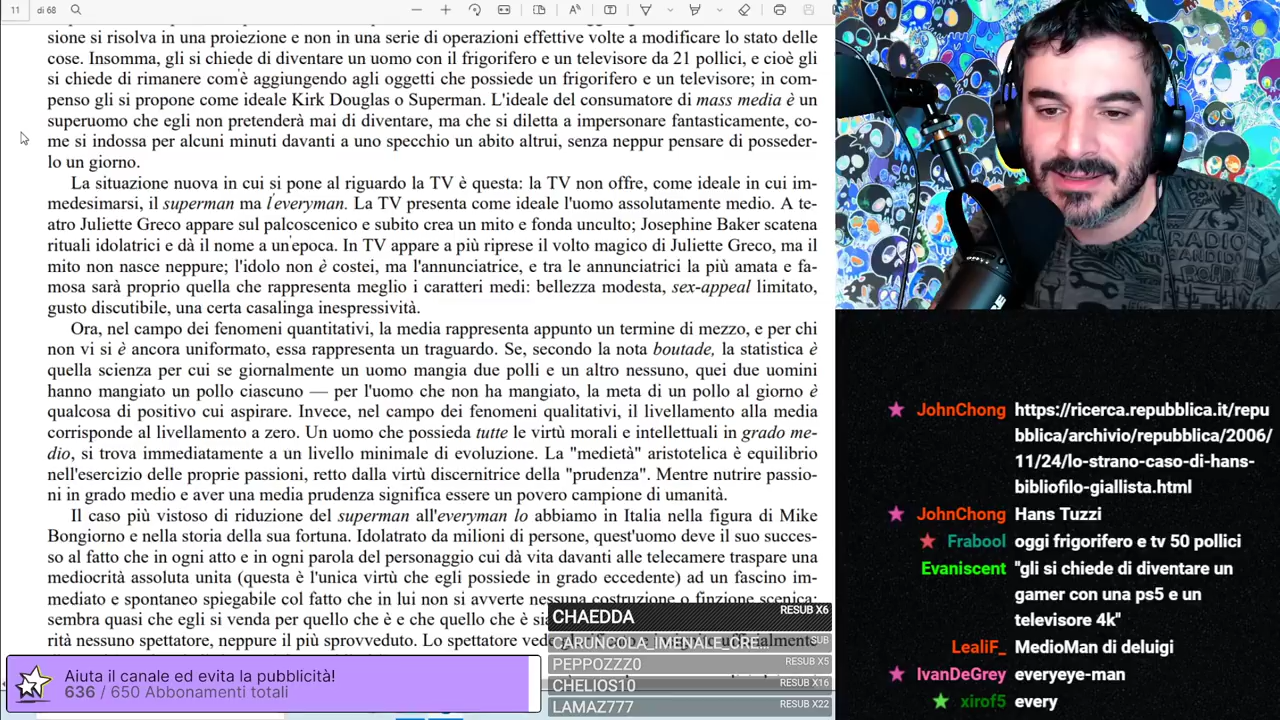 11 di 68
sione si risolva in una proiezione e non in una serie di operazioni effettive volte a modificare lo stato delle
cose. Insomma, gli si chiede di diventare un uomo con il frigorifero e un televisore da 21 pollici, e cioè gli
si chiede di rimanere com'è aggiungendo agli oggetti che possiede un frigorifero e un televisore; in com-
penso gli si propone come ideale Kirk Douglas o Superman. L'ideale del consumatore di mass media è un
superuomo che egli non pretenderà mai di diventare, ma che si diletta a impersonare fantasticamente, co-
me si indossa per alcuni minuti davanti a uno specchio un abito altrui, senza neppur pensare di posseder-
lo un giorno.
La situazione nuova in cui si pone al riguardo la TV è questa: la TV non offre, come ideale in cui im-
medesimarsi, il superman ma l'everyman. La TV presenta come ideale l'uomo assolutamente medio. A te-
atro Juliette Greco appare sul palcoscenico e subito crea un mito e fonda unculto; Josephine Baker scatena
rituali idolatrici e dà il nome a un'epoca. In TV appare a più riprese il volto magico di Juliette Greco, ma il
mito non nasce neppure; l'idolo non è costei, ma l'annunciatrice, e tra le annunciatrici la più amata e fa-
mosa sarà proprio quella che rappresenta meglio i caratteri medi: bellezza modesta, sex-appeal limitato,
gusto discutibile, una certa casalinga inespressività.
Ora, nel campo dei fenomeni quantitativi, la media rappresenta appunto un termine di mezzo, e per chi
non vi si è ancora uniformato, essa rappresenta un traguardo. Se, secondo la nota boutade, la statistica è
quella scienza per cui se giornalmente un uomo mangia due polli e un altro nessuno, quei due uomini
hanno mangiato un pollo ciascuno — per l'uomo che non ha mangiato, la meta di un pollo al giorno è
qualcosa di positivo cui aspirare. Invece, nel campo dei fenomeni qualitativi, il livellamento alla media
corrisponde al livellamento a zero. Un uomo che possieda tutte le virtù morali e intellettuali in grado me-
dio, si trova immediatamente a un livello minimale di evoluzione. La "medietà" aristotelica è equilibrio
nell'esercizio delle proprie passioni, retto dalla virtù discernitrice della "prudenza". Mentre nutrire passio-
ni in grado medio e aver una media prudenza significa essere un povero campione di umanità.
Il caso più vistoso di riduzione del superman all'everyman lo abbiamo in Italia nella figura di Mike
Bongiorno e nella storia della sua fortuna. Idolatrato da milioni di persone, quest'uomo deve il suo succes-
so al fatto che in ogni atto e in ogni parola del personaggio cui dà vita davanti alle telecamere traspare una
mediocrità assoluta unita (questa è l'unica virtù che egli possiede in grado eccedente) ad un fascino im-
mediato e spontaneo spiegabile col fatto che in lui non si avverte nessuna costruzione o finzione scenica:
sembra quasi che egli si venda per quello che è e che quello che è sia
rità nessuno spettatore, neppure il più sprovveduto. Lo spettatore vede
Aiuta il canale ed evita la pubblicità!
636 / 650 Abbonamenti totali
CHAEDDA RESUB X6
CARUNCOLA_IMENALE_CRE... SUB
PEPPOZZZ0 RESUB X5
CHELIOS10 RESUB X16
LAMAZ777 RESUB X22
JohnChong https://ricerca.repubblica.it/repu
bblica/archivio/repubblica/2006/
11/24/lo-strano-caso-di-hans-
bibliofilo-giallista.html
JohnChong Hans Tuzzi
Frabool oggi frigorifero e tv 50 pollici
Evaniscent "gli si chiede di diventare un
gamer con una ps5 e un
televisore 4k"
LealiF_ MedioMan di deluigi
IvanDeGrey everyeye-man
xirof5 every